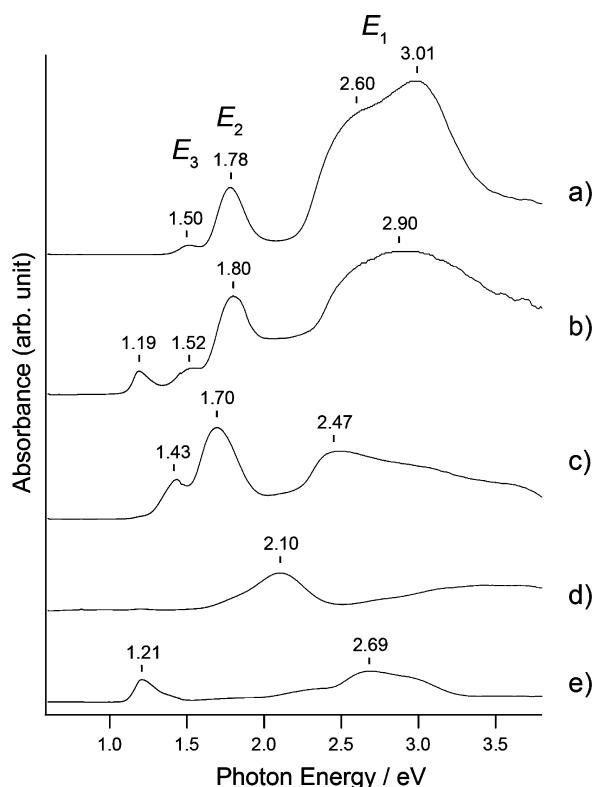 E1
3.01
2.60
E2
E3
1.78
1.50
a)
2.90
1.80
b)
1.19 1.52
1.70
2.47
1.43
c)
2.10
d)
1.21
2.69
e)
Absorbance (arb. unit)
1.0 1.5 2.0 2.5 3.0 3.5
Photon Energy / eV